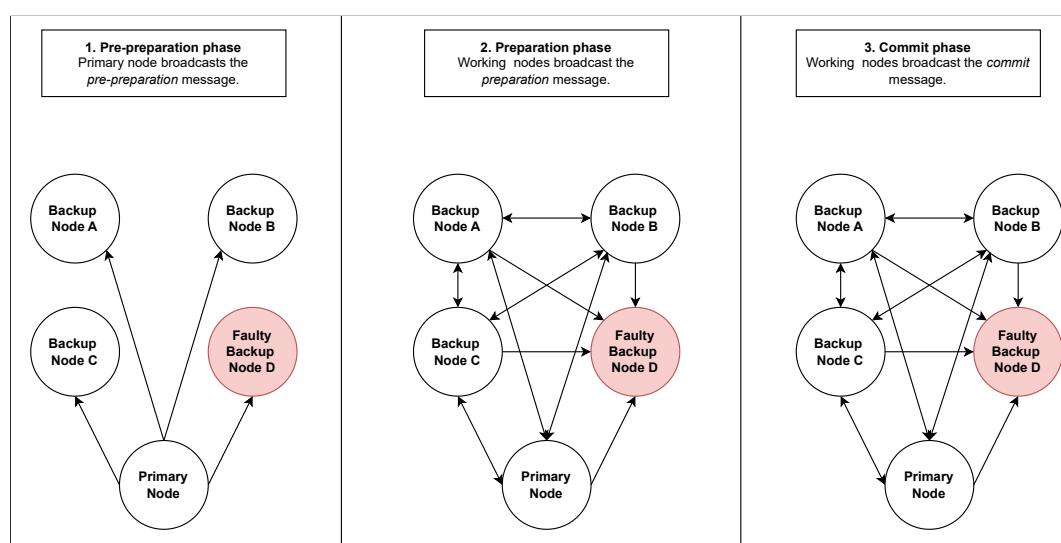 1. Pre-preparation phase
Primary node broadcasts the
pre-preparation message.
Backup
Node A
Backup
Node B
Backup
Node C
Faulty
Backup
Node D
Primary
Node
2. Preparation phase
Working nodes broadcast the
preparation message.
Backup
Node A
Backup
Node B
Backup
Node C
Faulty
Backup
Node D
Primary
Node
3. Commit phase
Working  nodes broadcast the commit
message.
Backup
Node A
Backup
Node B
Backup
Node C
Faulty
Backup
Node D
Primary
Node